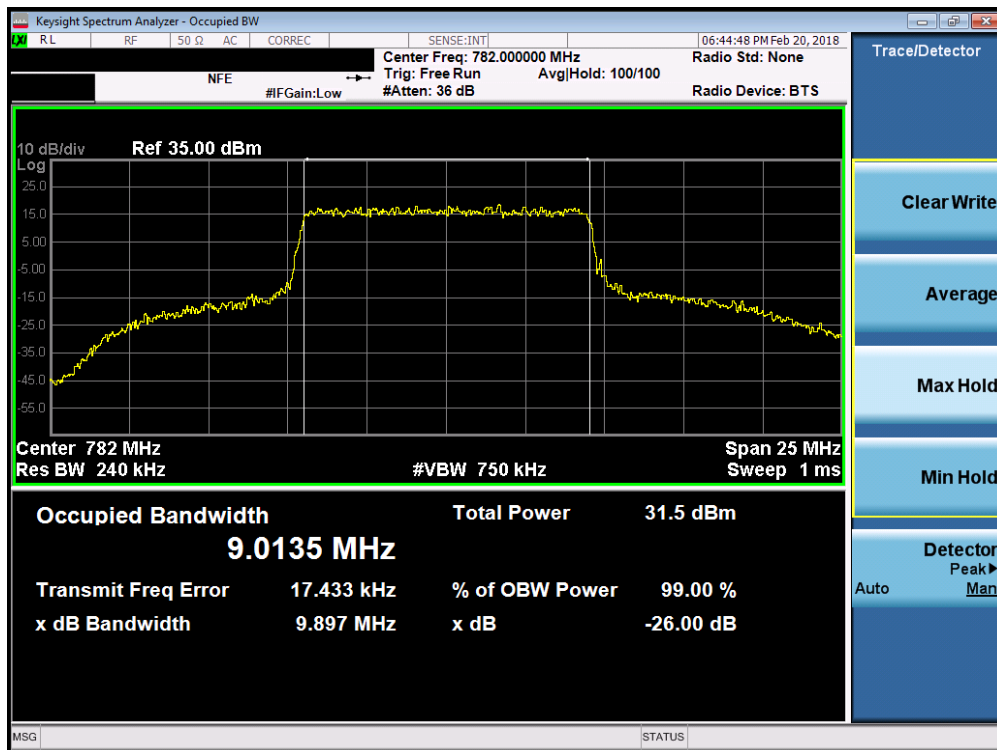 Keysight Spectrum Analyzer - Occupied BW
LXI RL RF 50 Ω AC CORREC SENSE:INT 06:44:48 PM Feb 20, 2018
Center Freq: 782.000000 MHz Radio Std: None
NFE Trig: Free Run Avg|Hold: 100/100
#IFGain:Low #Atten: 36 dB Radio Device: BTS
10 dB/div Ref 35.00 dBm
Log
25.0
15.0
5.00
-5.00
-15.0
-25.0
-35.0
-45.0
-55.0
Center 782 MHz Span 25 MHz
Res BW 240 kHz #VBW 750 kHz Sweep 1 ms
Occupied Bandwidth Total Power 31.5 dBm
9.0135 MHz
Transmit Freq Error 17.433 kHz % of OBW Power 99.00 %
x dB Bandwidth 9.897 MHz x dB -26.00 dB
Trace/Detector
Clear Write
Average
Max Hold
Min Hold
Detector
Peak▶
Auto Man
MSG STATUS